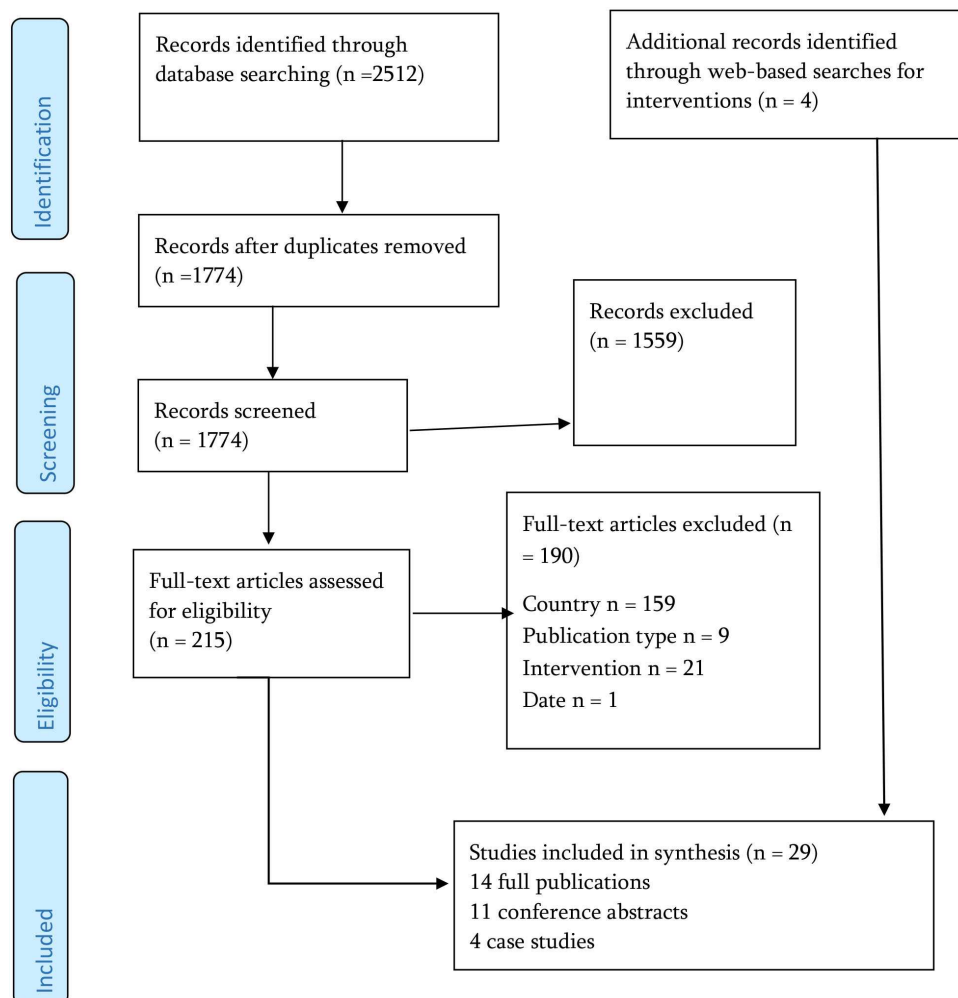 Identification
Records identified through
database searching (n =2512)
Additional records identified
through web-based searches for
interventions (n = 4)
Records after duplicates removed
(n =1774)
Screening
Records excluded
(n = 1559)
Records screened
(n = 1774)
Eligibility
Full-text articles assessed
for eligibility
(n = 215)
Full-text articles excluded (n
= 190)
Country n = 159
Publication type n = 9
Intervention n = 21
Date n = 1
Included
Studies included in synthesis (n = 29)
14 full publications
11 conference abstracts
4 case studies